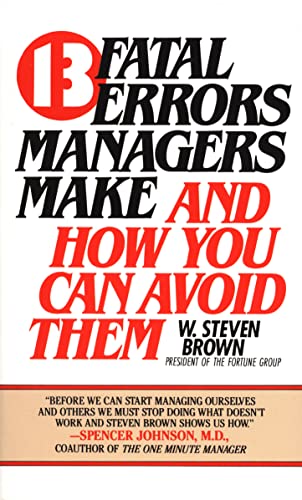 13 FATAL
ERRORS
MANAGERS
MAKE AND
HOW YOU
CAN AVOID
THEM
W. STEVEN
BROWN
PRESIDENT OF THE FORTUNE GROUP
“BEFORE WE CAN START MANAGING OURSELVES
AND OTHERS WE MUST STOP DOING WHAT DOESN'T
WORK AND STEVEN BROWN SHOWS US HOW.”
—SPENCER JOHNSON, M.D.,
COAUTHOR OF THE ONE MINUTE MANAGER